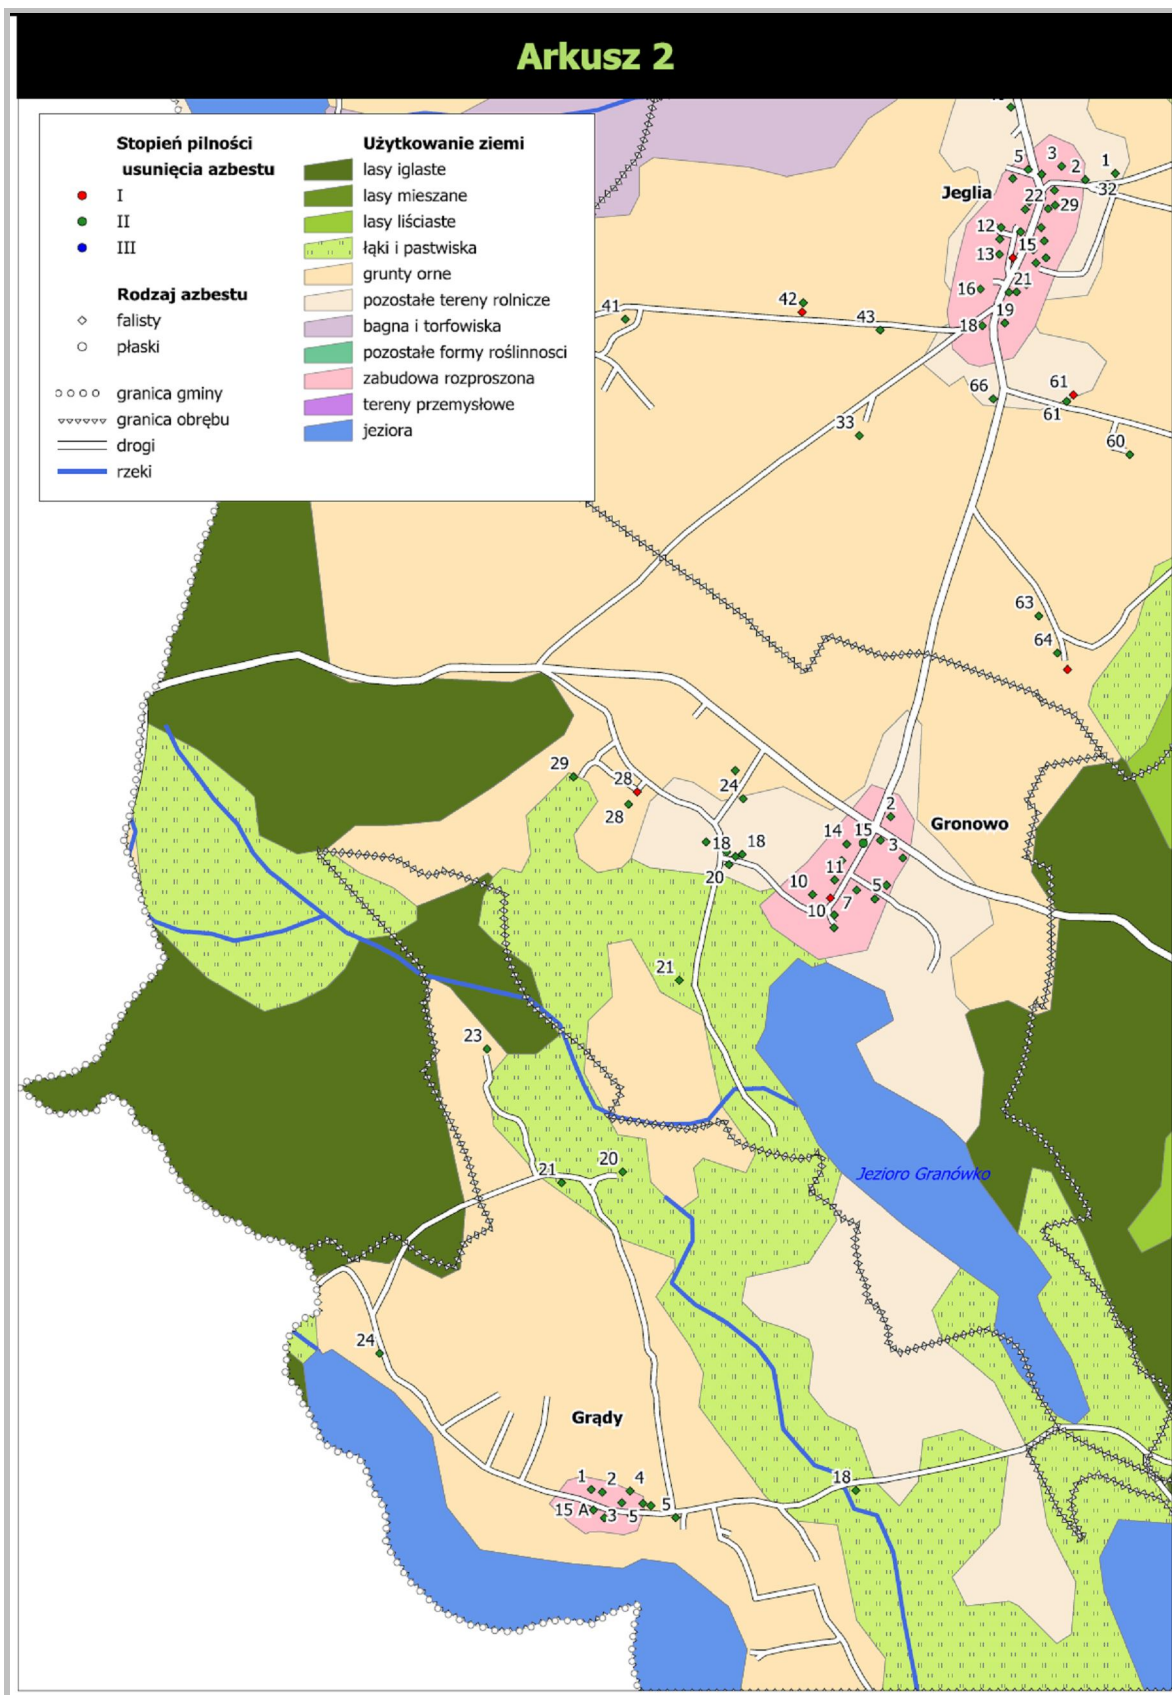 Arkusz 2
Stopień pilności
usunięcia azbestu
I
II
III
Rodzaj azbestu
falisty
płaski
granica gminy
granica obrębu
drogi
rzeki
Użytkowanie ziemi
lasy iglaste
lasy mieszane
lasy liściaste
łąki i pastwiska
grunty orne
pozostałe tereny rolnicze
bagna i torfowiska
pozostałe formy roślinnosci
zabudowa rozproszona
tereny przemysłowe
jeziora
5
3
2
1
Jeglia
32
22
29
12
15
13
16
21
19
18
41
42
43
66
61
61
33
60
63
64
29
28
28
24
2
14
15
Gronowo
3
18
18
20
11
10
5
7
10
21
23
20
21
Jezioro Granówko
24
Grądy
1
2
4
18
15 A
3
5
5